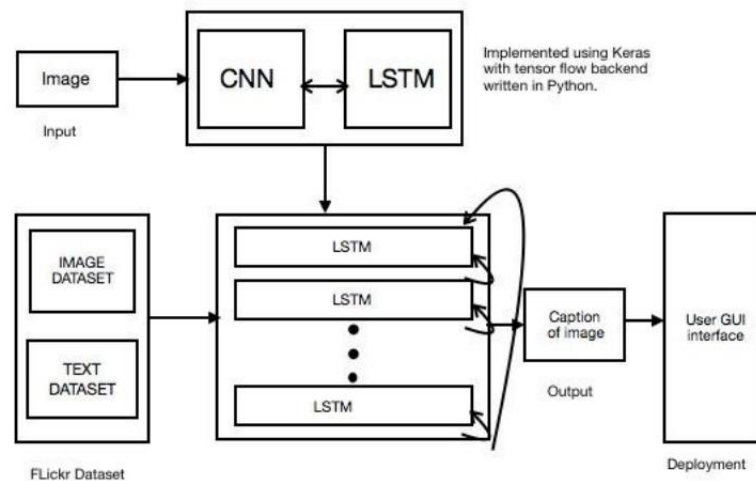 Image
Input
CNN
LSTM
Implemented using Keras
with tensor flow backend
written in Python.
IMAGE
DATASET
TEXT
DATASET
FLickr Dataset
LSTM
LSTM
LSTM
Caption
of image
Output
User GUI
interface
Deployment